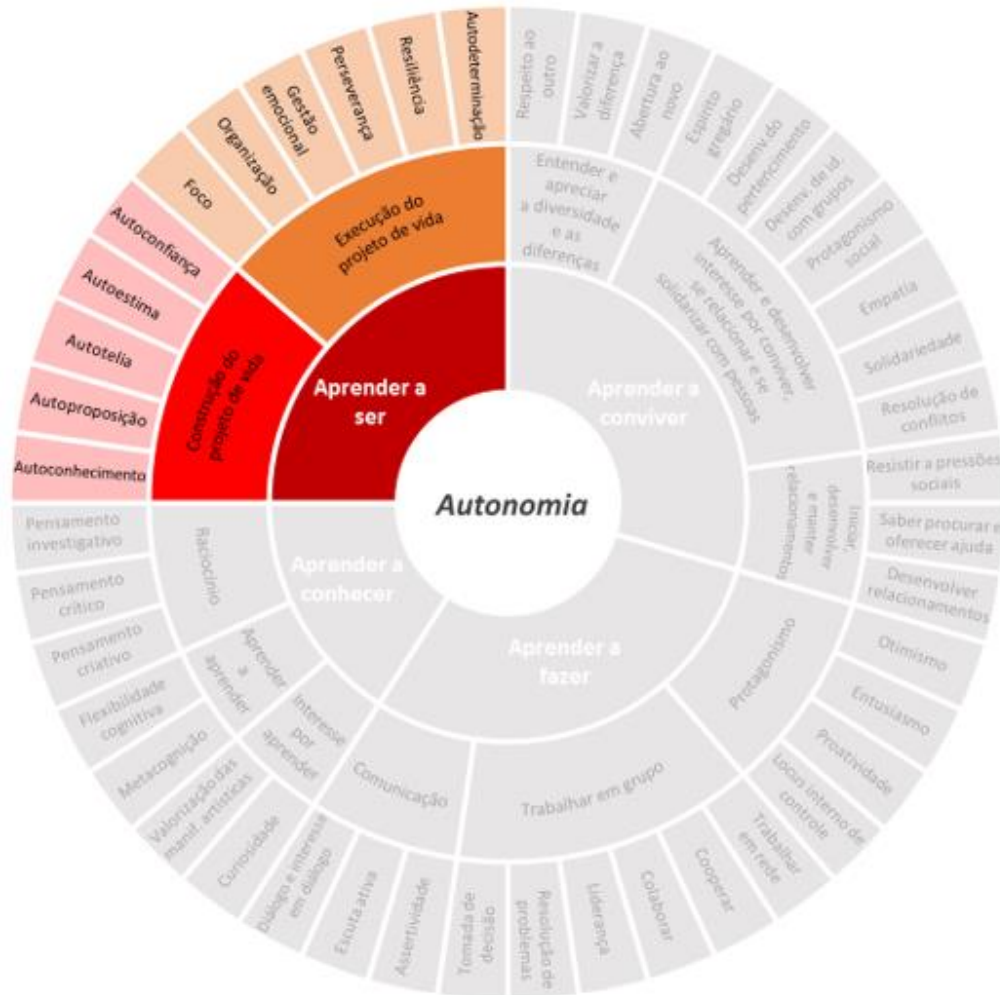 Autonomia
Aprender a
ser
Construção do
projeto de vida
Autoconhecimento
Autoproposição
Autotelia
Autoestima
Autoconfiança
Execução do
projeto de vida
Foco
Organização
Gestão
emocional
Perseverança
Resiliência
Autodeterminação
Aprender a
conviver
Entender e
apreciar
a diversidade
e as
diferenças
Respeito ao
outro
Valorizar a
diferença
Abertura ao
novo
Aprender e desenvolver
interesse por conviver,
se relacionar e se
solidarizar com pessoas
Espírito
gregário
Desenv. do
pertencimento
Desenv. de id.
com grupos
Protagonismo
social
Empatia
Solidariedade
Resolução de
conflitos
Iniciar,
desenvolver
e manter
relacionamentos
Resistir a pressões
sociais
Saber procurar e
oferecer ajuda
Desenvolver
relacionamentos
Aprender a
fazer
Protagonismo
Otimismo
Entusiasmo
Proatividade
Locus interno de
controle
Trabalhar em grupo
Trabalhar
em rede
Cooperar
Colaborar
Liderança
Resolução de
problemas
Tomada de
decisão
Comunicação
Assertividade
Escuta ativa
Diálogo e interesse
em diálogo
Aprender a
conhecer
Interesse
por
aprender
Curiosidade
Valorização das
manif. artísticas
Aprender
a
aprender
Metacognição
Flexibilidade
cognitiva
Raciocínio
Pensamento
criativo
Pensamento
crítico
Pensamento
investigativo